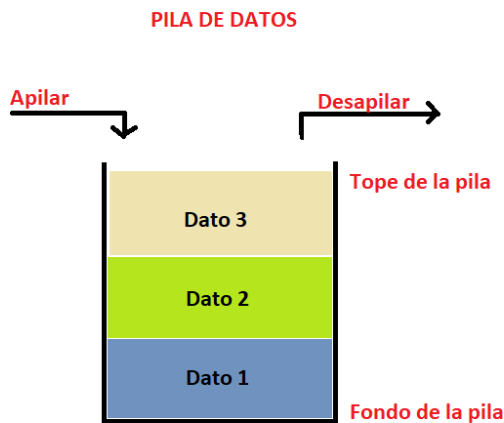 PILA DE DATOS
Apilar
Desapilar
Tope de la pila
Dato 3
Dato 2
Dato 1
Fondo de la pila